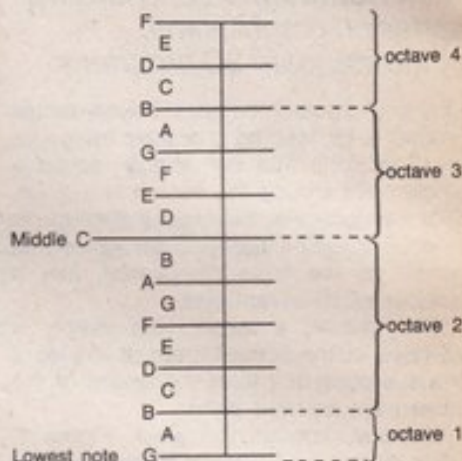 F
E
D octave 4
C
B
A
G
F octave 3
E
D
Middle C
B
A
G
F octave 2
E
D
C
B
A octave 1
Lowest note G